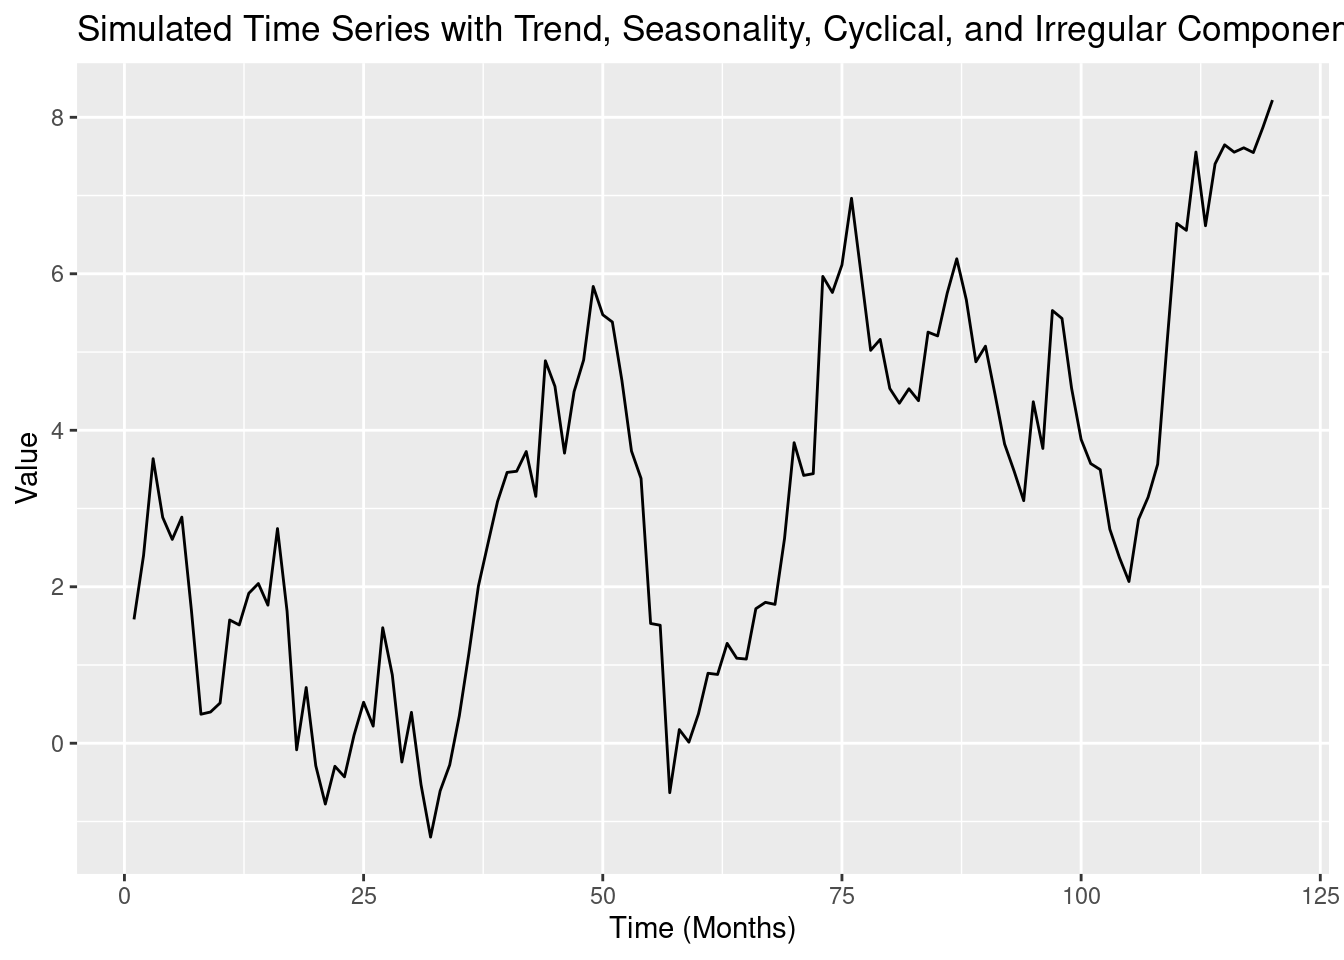 Simulated Time Series with Trend, Seasonality, Cyclical, and Irregular Componen
8
6
4
2
0
Value
0 25 50 75 100 125
Time (Months)